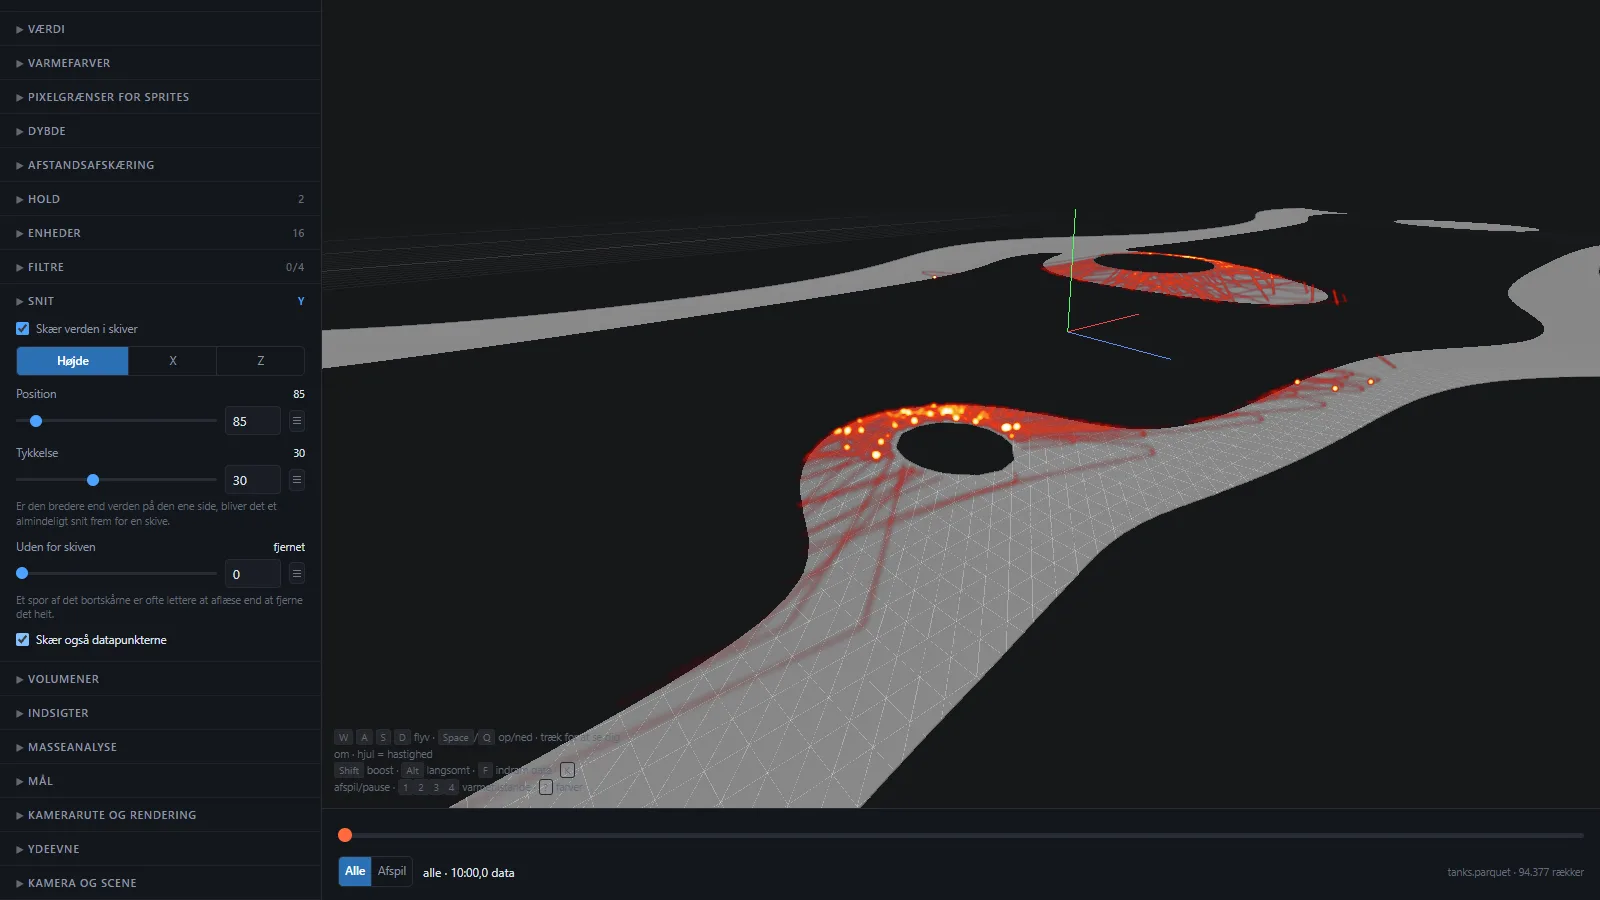 VÆRDI
VARMEFARVER
PIXELGRÆNSER FOR SPRITES
DYBDE
AFSTANDSAFSKÆRING
HOLD 2
ENHEDER 16
FILTRE 0/4
SNIT Y
Skær verden i skiver
Højde X Z
Position 85
85
Tykkelse 30
30
Er den bredere end verden på den ene side, bliver det et
almindeligt snit frem for en skive.
Uden for skiven fjernet
0
Et spor af det bortskårne er ofte lettere at aflæse end at fjerne
det helt.
Skær også datapunkterne
VOLUMENER
INDSIGTER
MASSEANALYSE
MÅL
KAMERARUTE OG RENDERING
YDEEVNE
KAMERA OG SCENE
W A S D flyv · Space / Q op/ned · træk for at se dig
om · hjul = hastighed
Shift boost · Alt langsomt · F indram data · K
afspil/pause · 1 2 3 4 varmetilstande · faner
Alle Afspil alle · 10:00,0 data
tanks.parquet · 94.377 rækker